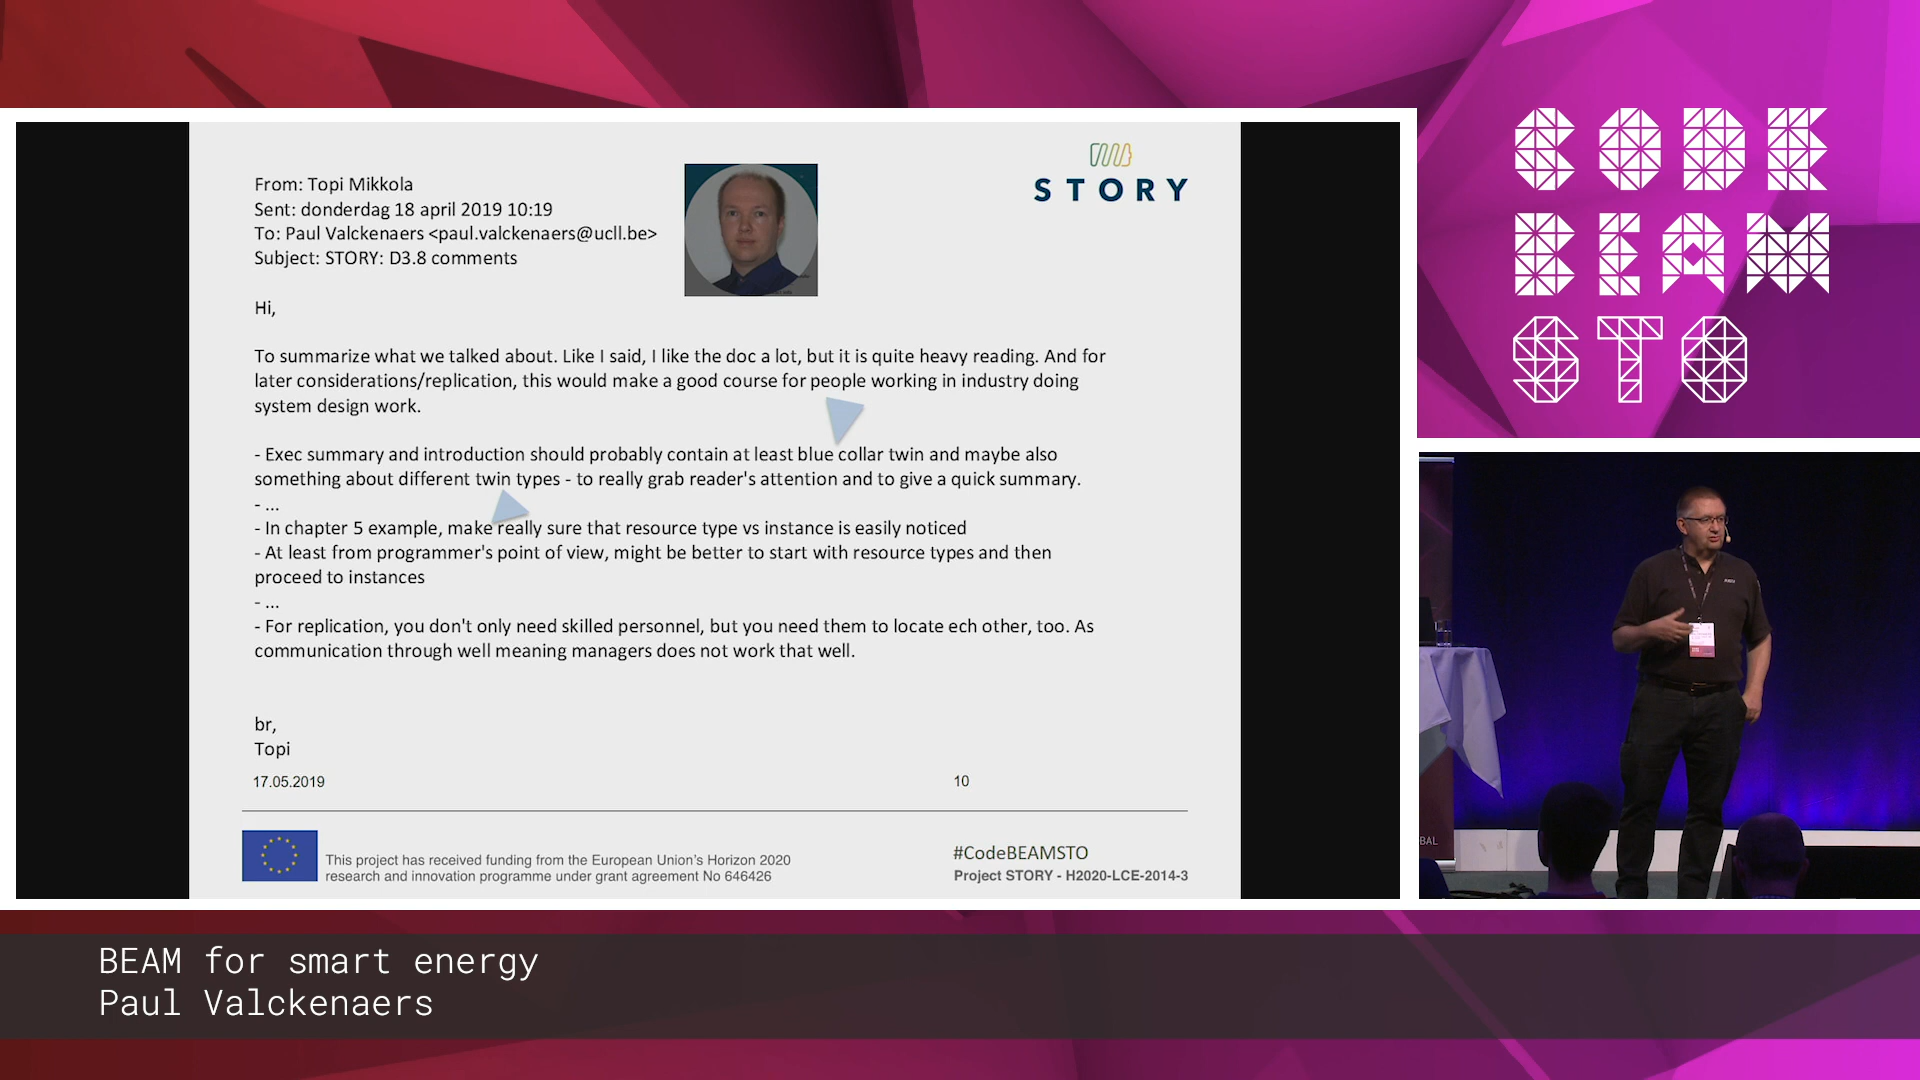 From: Topi Mikkola
Sent: donderdag 18 april 2019 10:19
To: Paul Valckenaers <paul.valckenaers@ucll.be>
Subject: STORY: D3.8 comments
STORY
Hi,
To summarize what we talked about. Like I said, I like the doc a lot, but it is quite heavy reading. And for
later considerations/replication, this would make a good course for people working in industry doing
system design work.
- Exec summary and introduction should probably contain at least blue collar twin and maybe also
something about different twin types - to really grab reader's attention and to give a quick summary.
- ...
- In chapter 5 example, make really sure that resource type vs instance is easily noticed
- At least from programmer's point of view, might be better to start with resource types and then
proceed to instances
- ...
- For replication, you don't only need skilled personnel, but you need them to locate ech other, too. As
communication through well meaning managers does not work that well.
br,
Topi
17.05.2019
10
This project has received funding from the European Union's Horizon 2020
research and innovation programme under grant agreement No 646426
#CodeBEAMSTO
Project STORY - H2020-LCE-2014-3
CODE
BEAM
STO
BAL
BEAM for smart energy
Paul Valckenaers